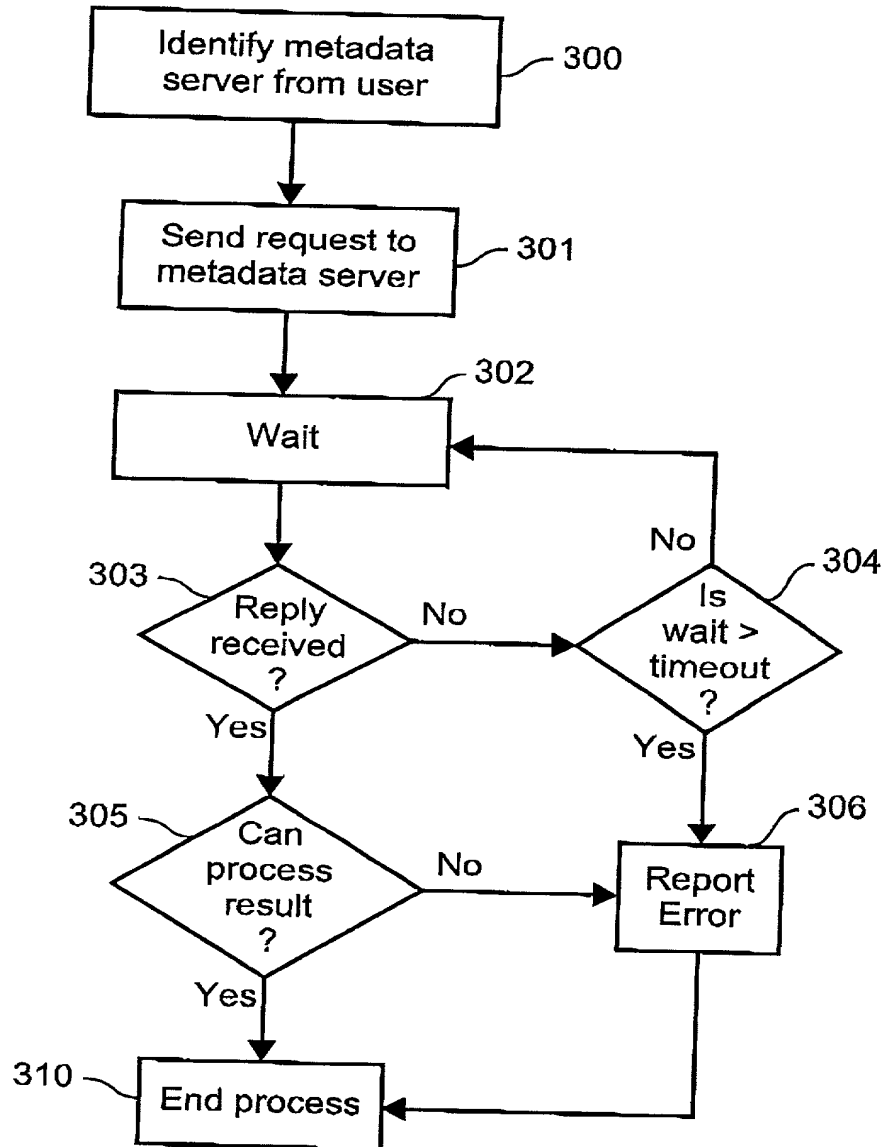 Identify metadata
server from user
300
Send request to
metadata server
301
302
Wait
No
303
304
Reply
received
?
No
Is
wait >
timeout
?
Yes
Yes
305
306
Can
process
result
?
No
Report
Error
Yes
310
End process